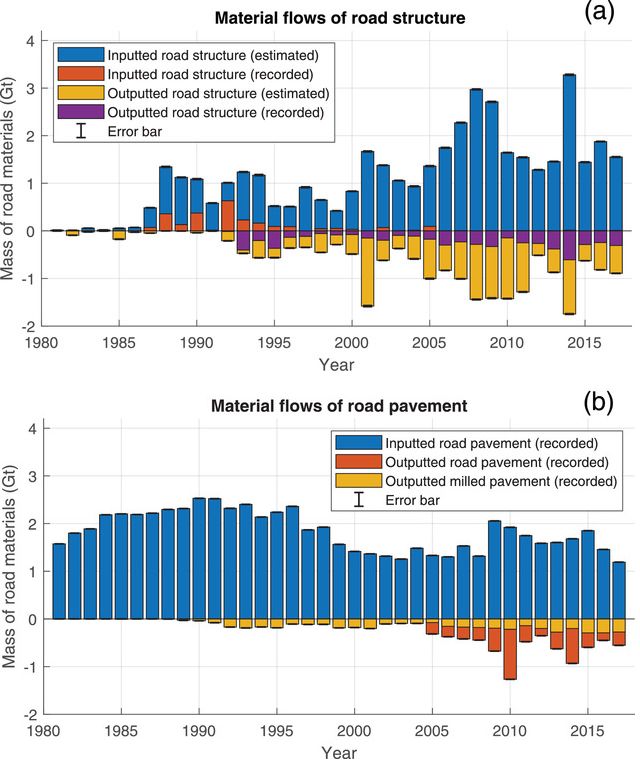 (a)
Material flows of road structure
Mass of road materials (Gt)
4
3
2
1
0
-1
-2
Inputted road structure (estimated)
Inputted road structure (recorded)
Outputted road structure (estimated)
Outputted road structure (recorded)
Error bar
1980 1985 1990 1995 2000 2005 2010 2015
Year
(b)
Material flows of road pavement
Mass of road materials (Gt)
4
3
2
1
0
-1
-2
Inputted road pavement (recorded)
Outputted road pavement (recorded)
Outputted milled pavement (recorded)
Error bar
1980 1985 1990 1995 2000 2005 2010 2015
Year